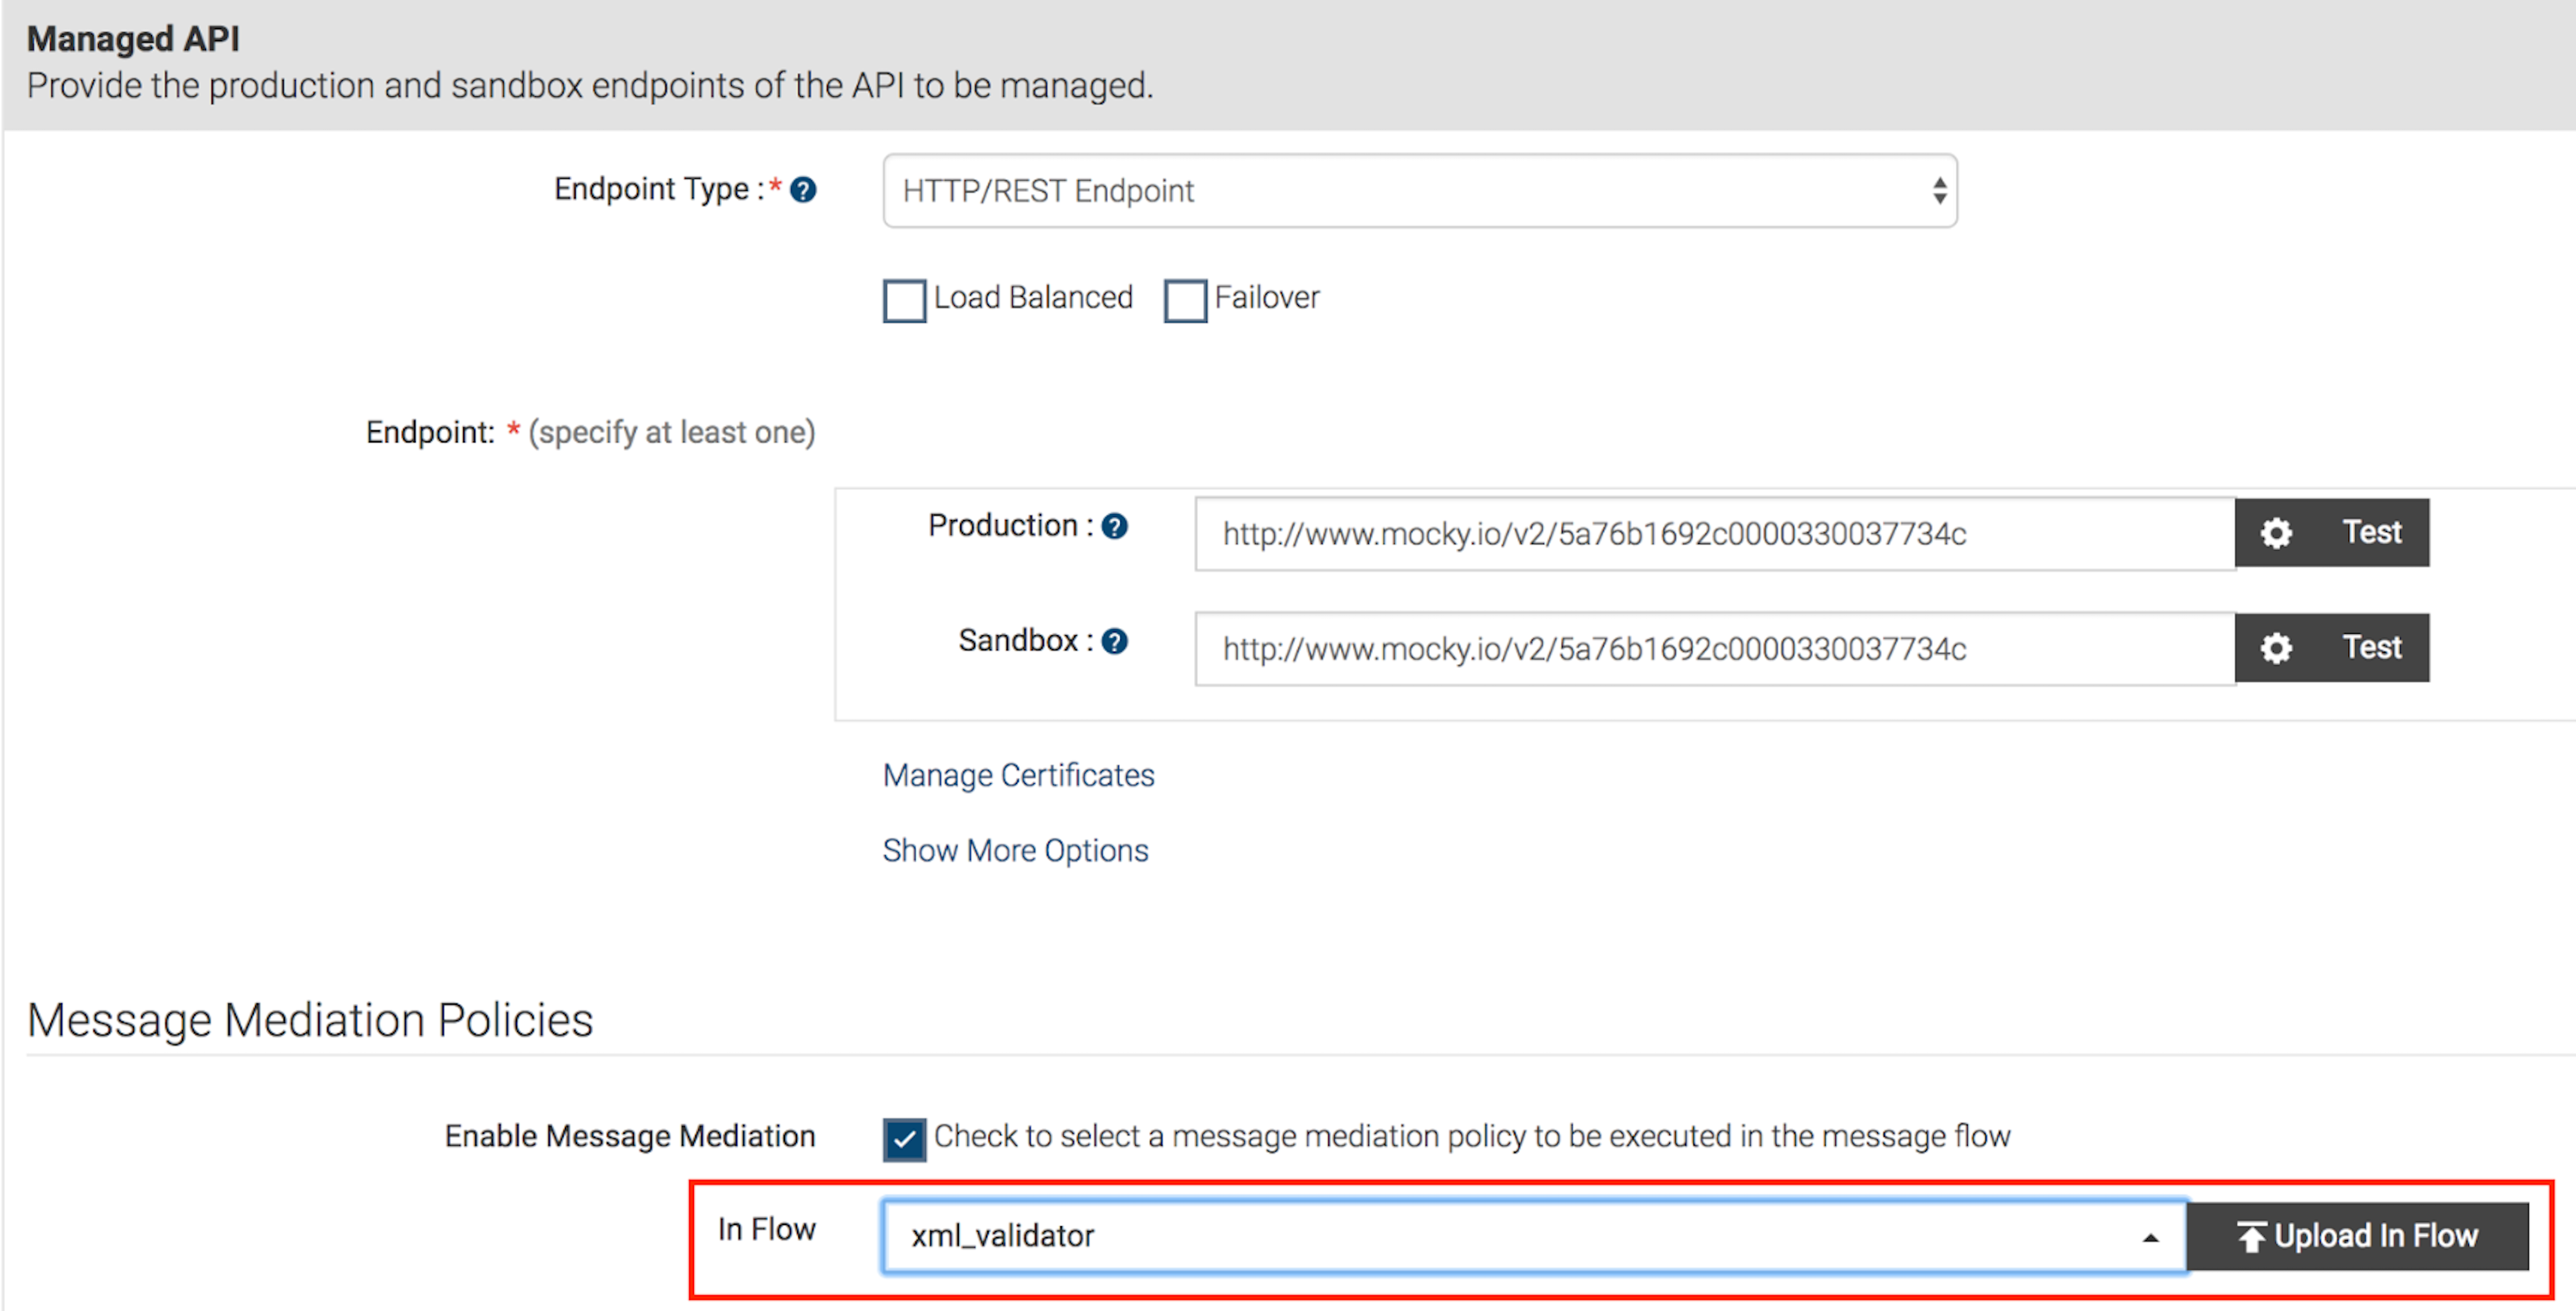 Managed API
Provide the production and sandbox endpoints of the API to be managed.
Endpoint Type :* ?
HTTP/REST Endpoint
Load Balanced
Failover
Endpoint: * (specify at least one)
Production : ?
http://www.mocky.io/v2/5a76b1692c0000330037734c
Test
Sandbox : ?
http://www.mocky.io/v2/5a76b1692c0000330037734c
Test
Manage Certificates
Show More Options
Message Mediation Policies
Enable Message Mediation
Check to select a message mediation policy to be executed in the message flow
In Flow
xml_validator
Upload In Flow